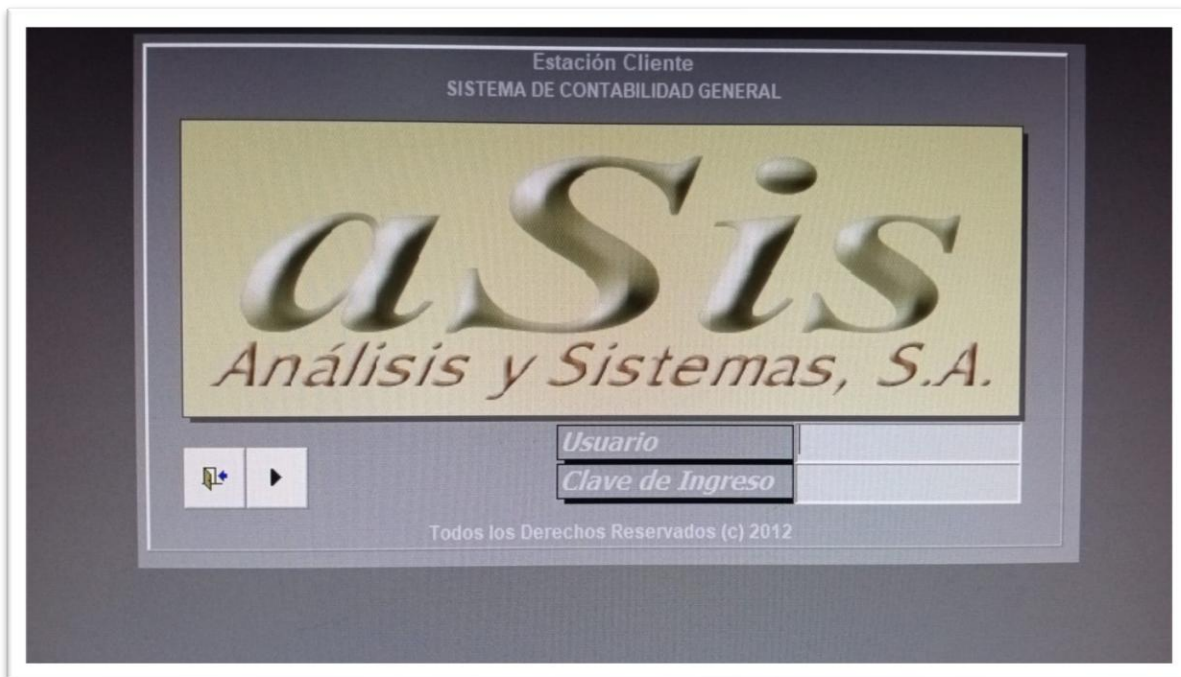 Estación Cliente
SISTEMA DE CONTABILIDAD GENERAL
aSis
Análisis y Sistemas, S.A.
Usuario
Clave de Ingreso
Todos los Derechos Reservados (c) 2012